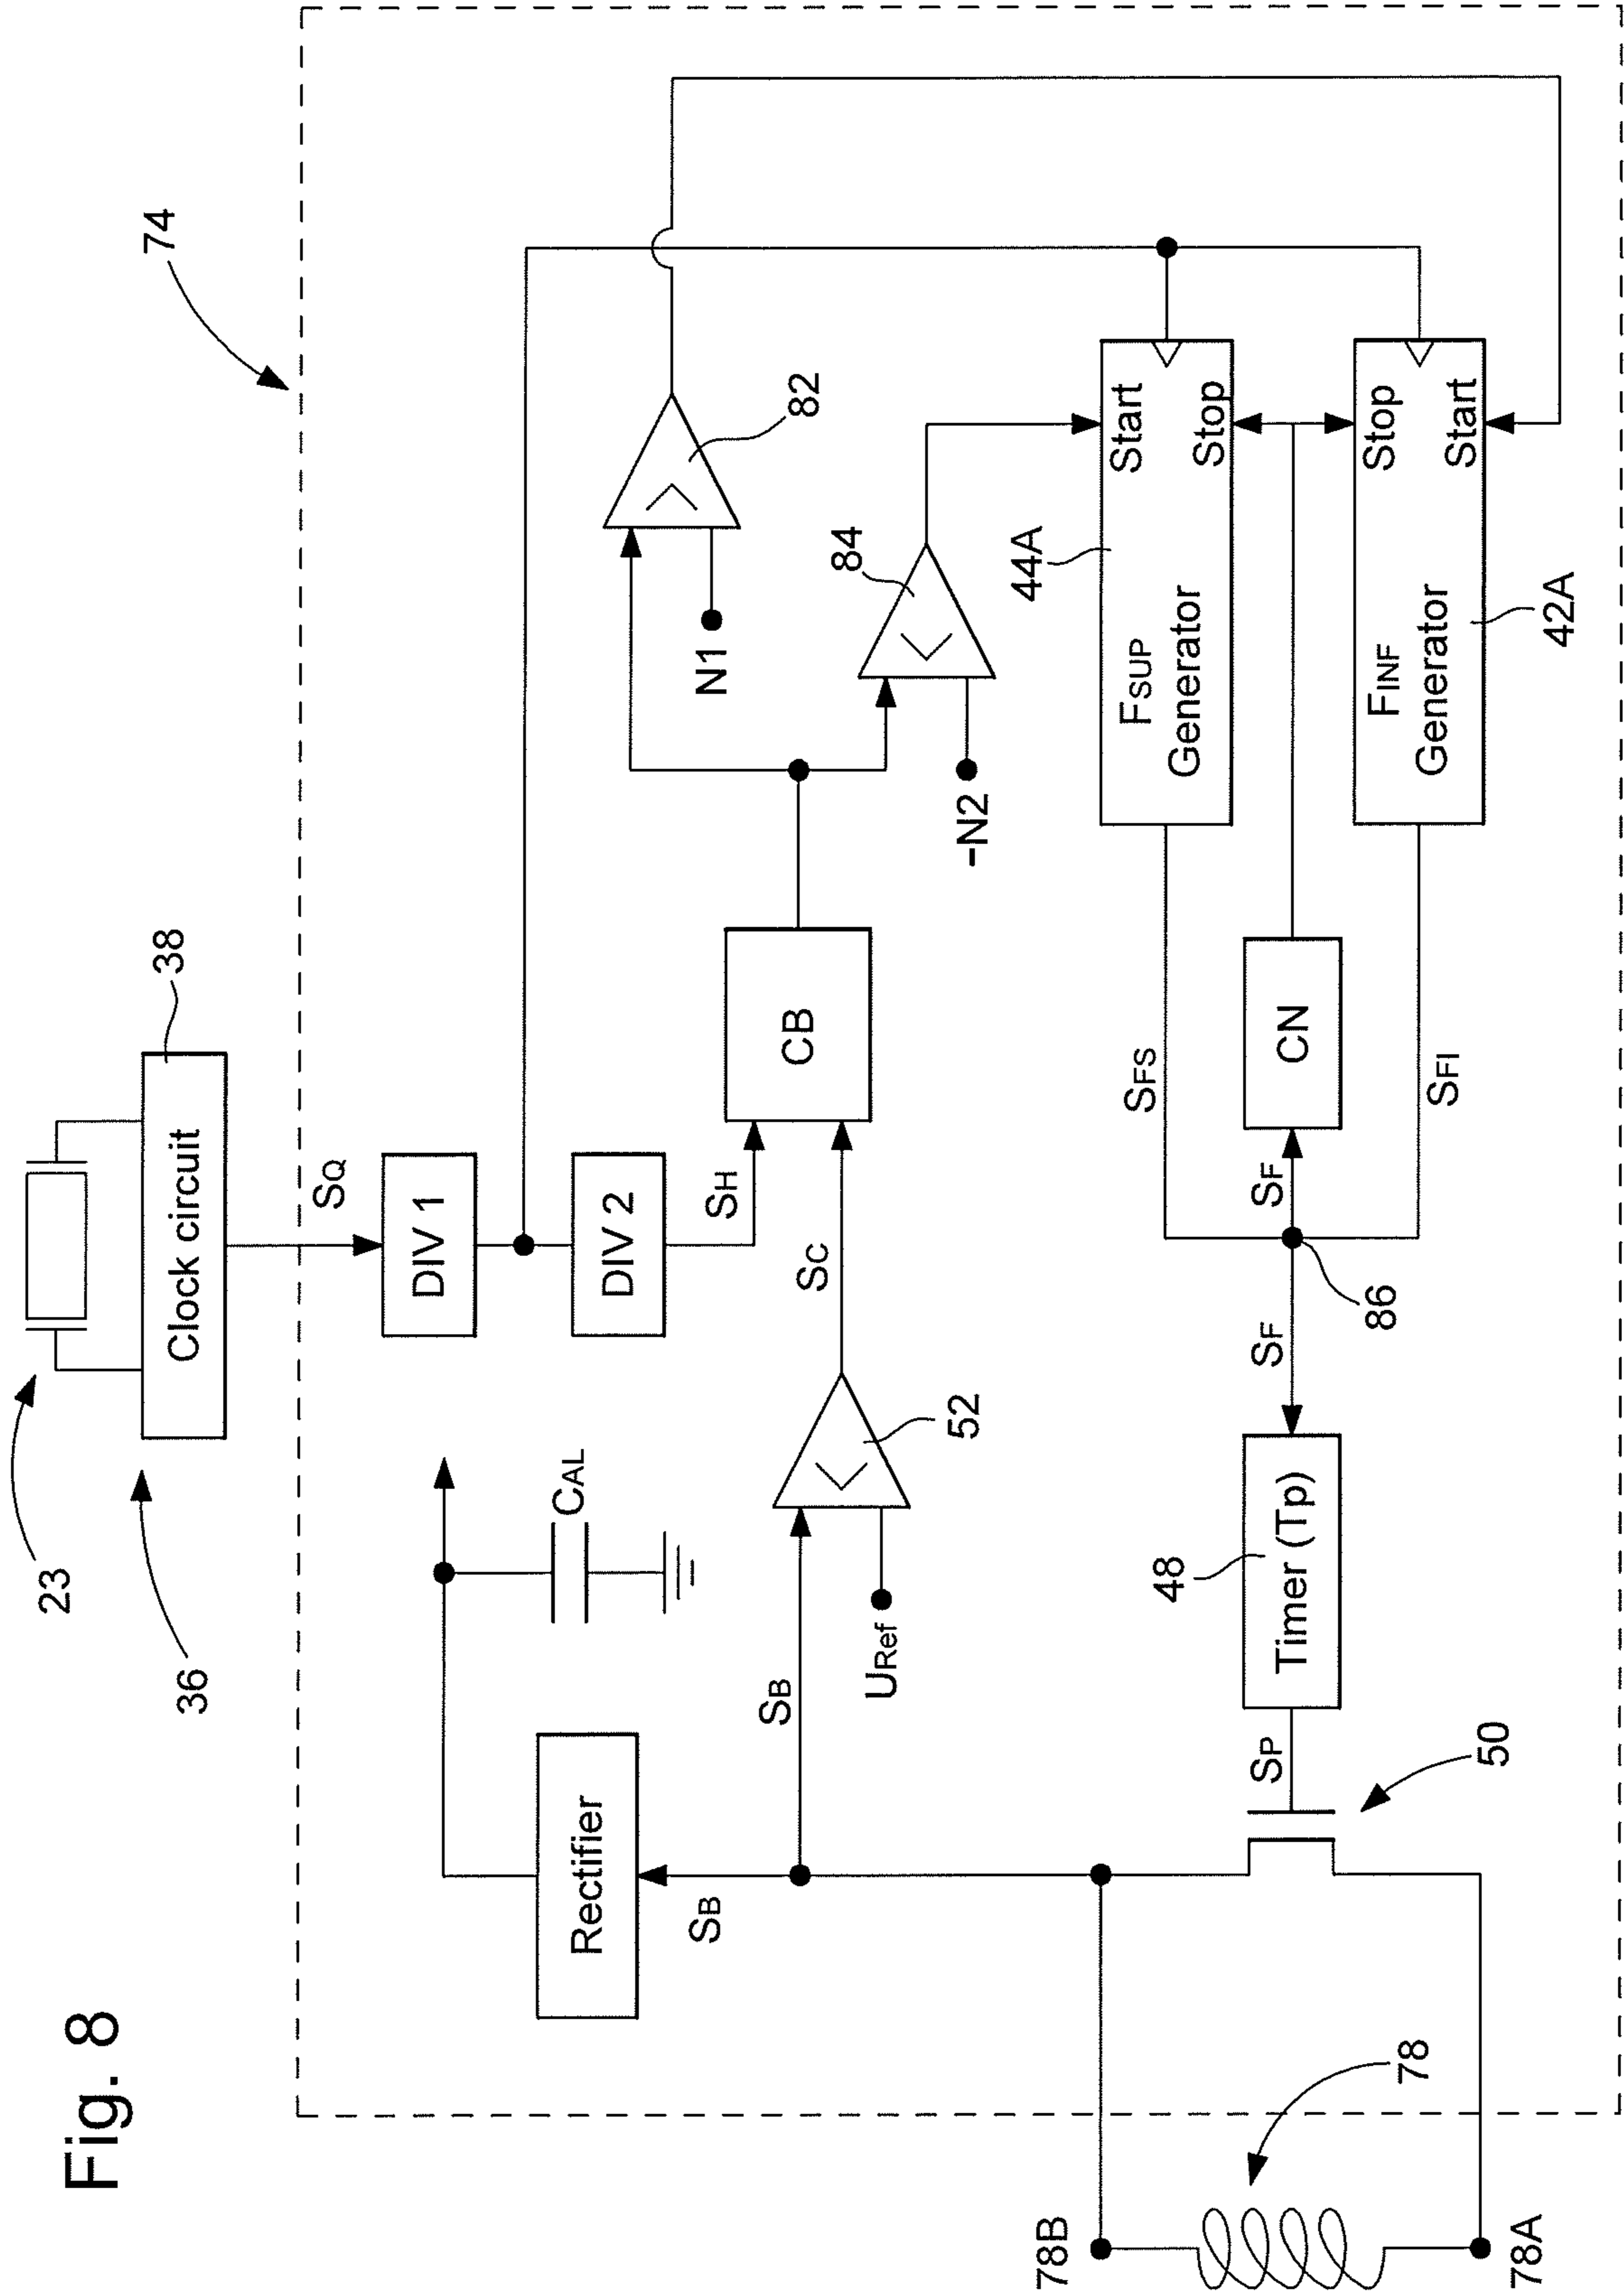 Fig. 8
23
36
38
74
Clock circuit
SQ
DIV 1
DIV 2
SH
Rectifier
CAL
SB
SB
URef
52
SC
CB
N1
82
-N2
84
44A
FSUP
Generator
Start
Stop
FINF
Generator
Stop
Start
42A
SFS
SFI
CN
SF
SF
86
48
Timer (Tp)
SP
50
78
78B
78A